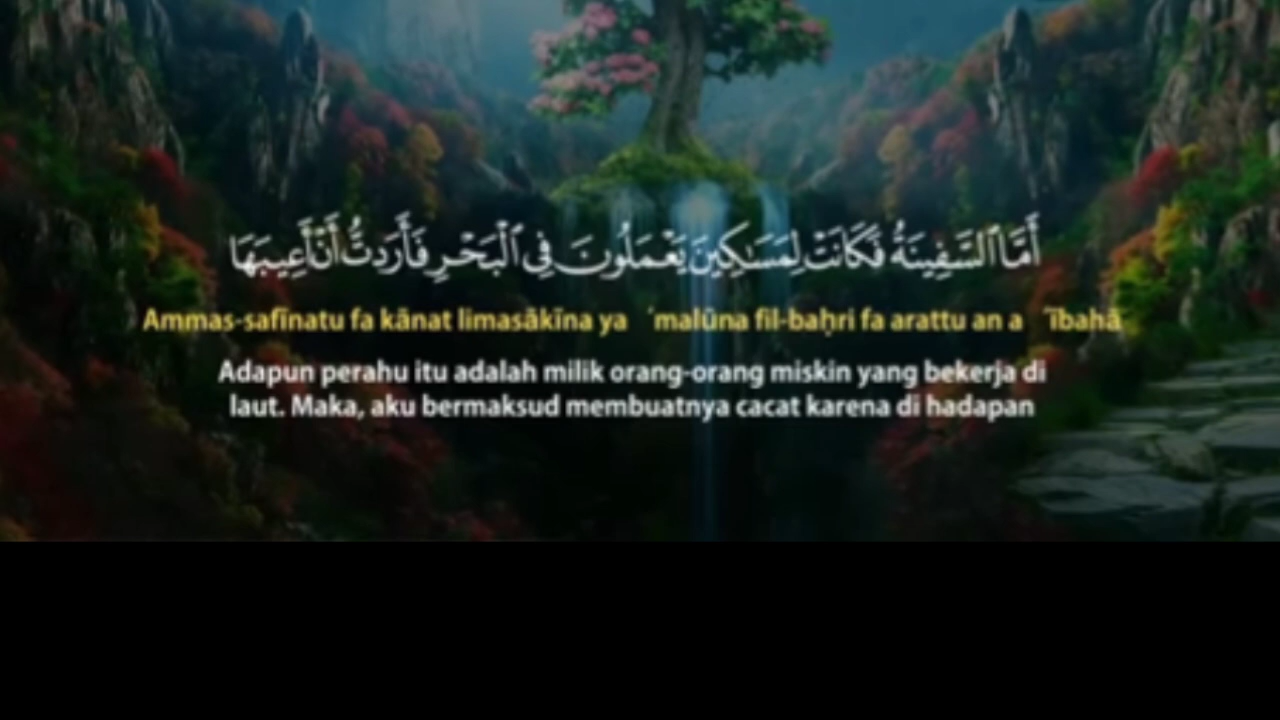 أَمَّا ٱلسَّفِينَةُ فَكَانَتْ لِمَسَـٰكِينَ يَعْمَلُونَ فِي ٱلْبَحْرِ فَأَرَدتُّ أَنْ أَعِيبَهَا
Ammas-safīnatu fa kānat limasākīna ya ʻmalūna fil-baḥri fa arattu an a ʻībahā
Adapun perahu itu adalah milik orang-orang miskin yang bekerja di
laut. Maka, aku bermaksud membuatnya cacat karena di hadapan